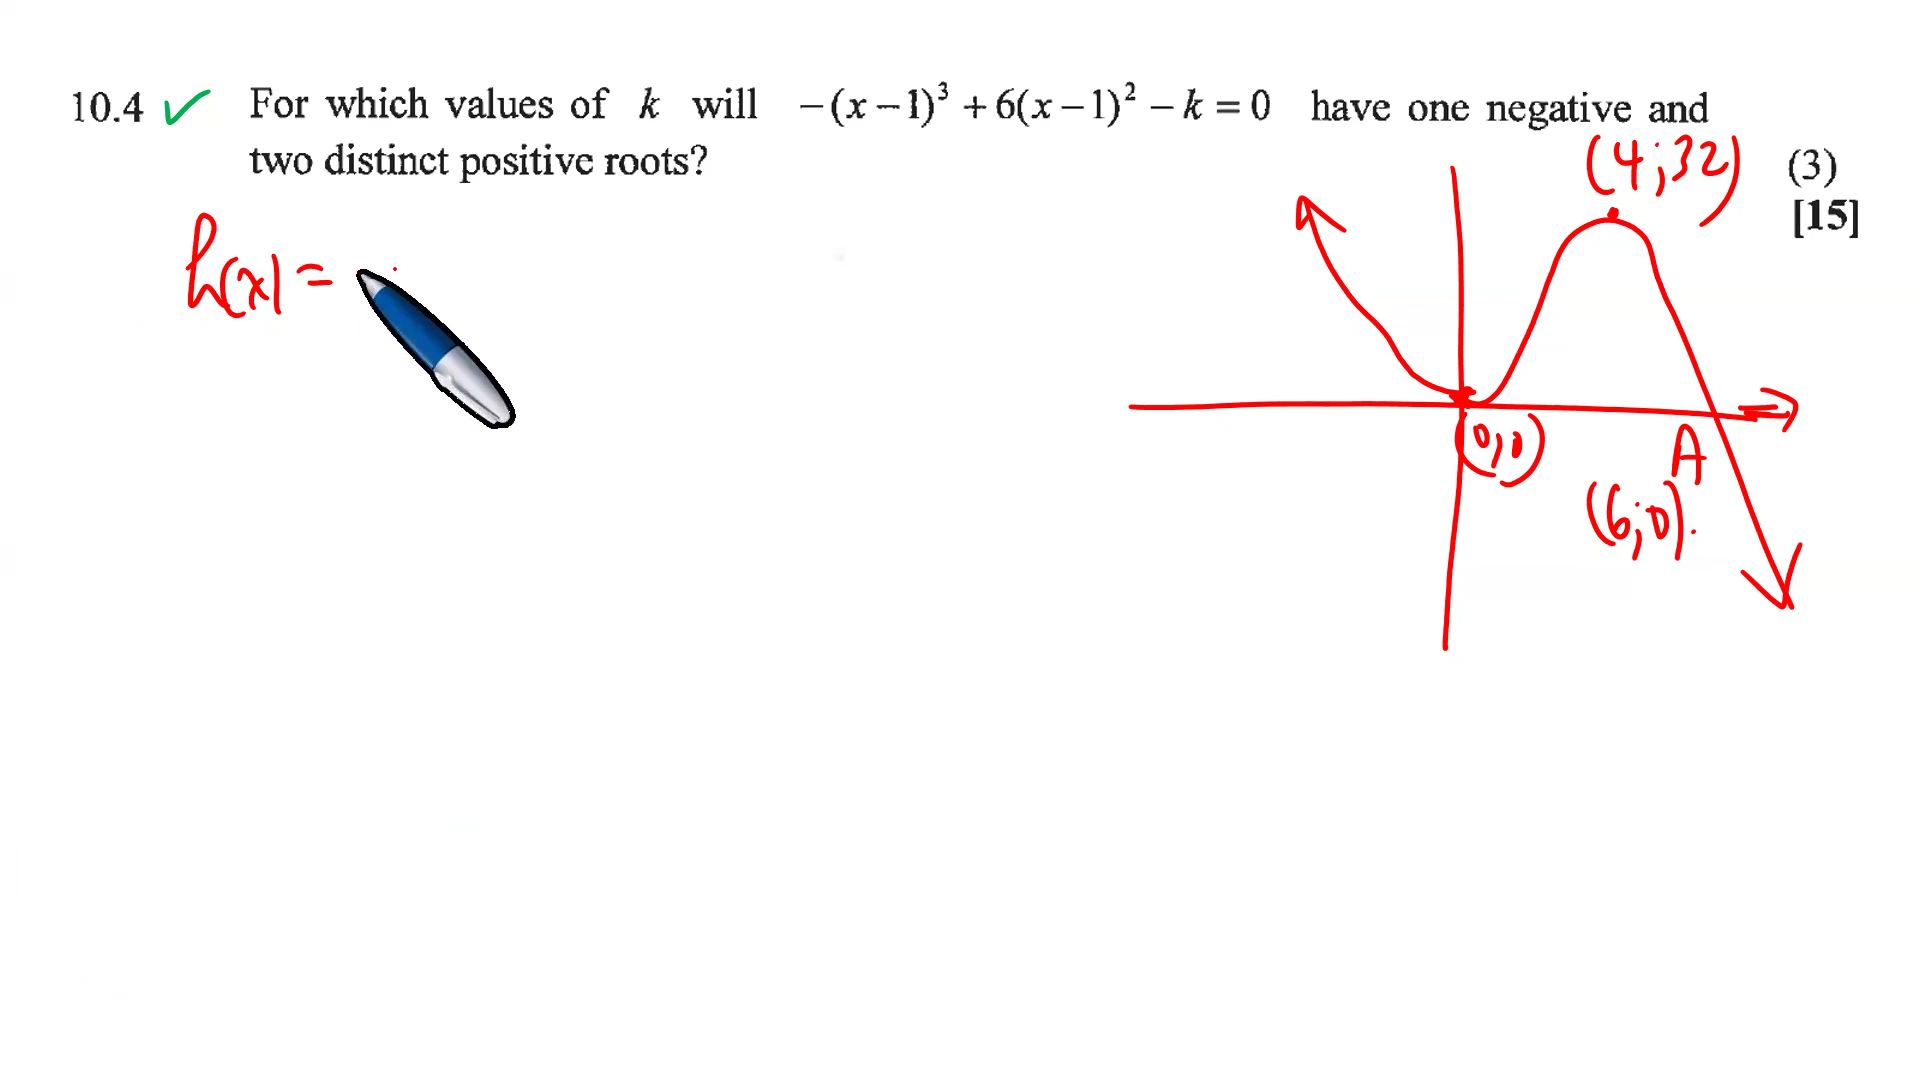 10.4 ✓ For which values of k will −(x−1)³ + 6(x−1)² − k = 0 have one negative and
two distinct positive roots?
(3)
[15]
h(x) =
(4;32)
(0,0)
A
(6;0).